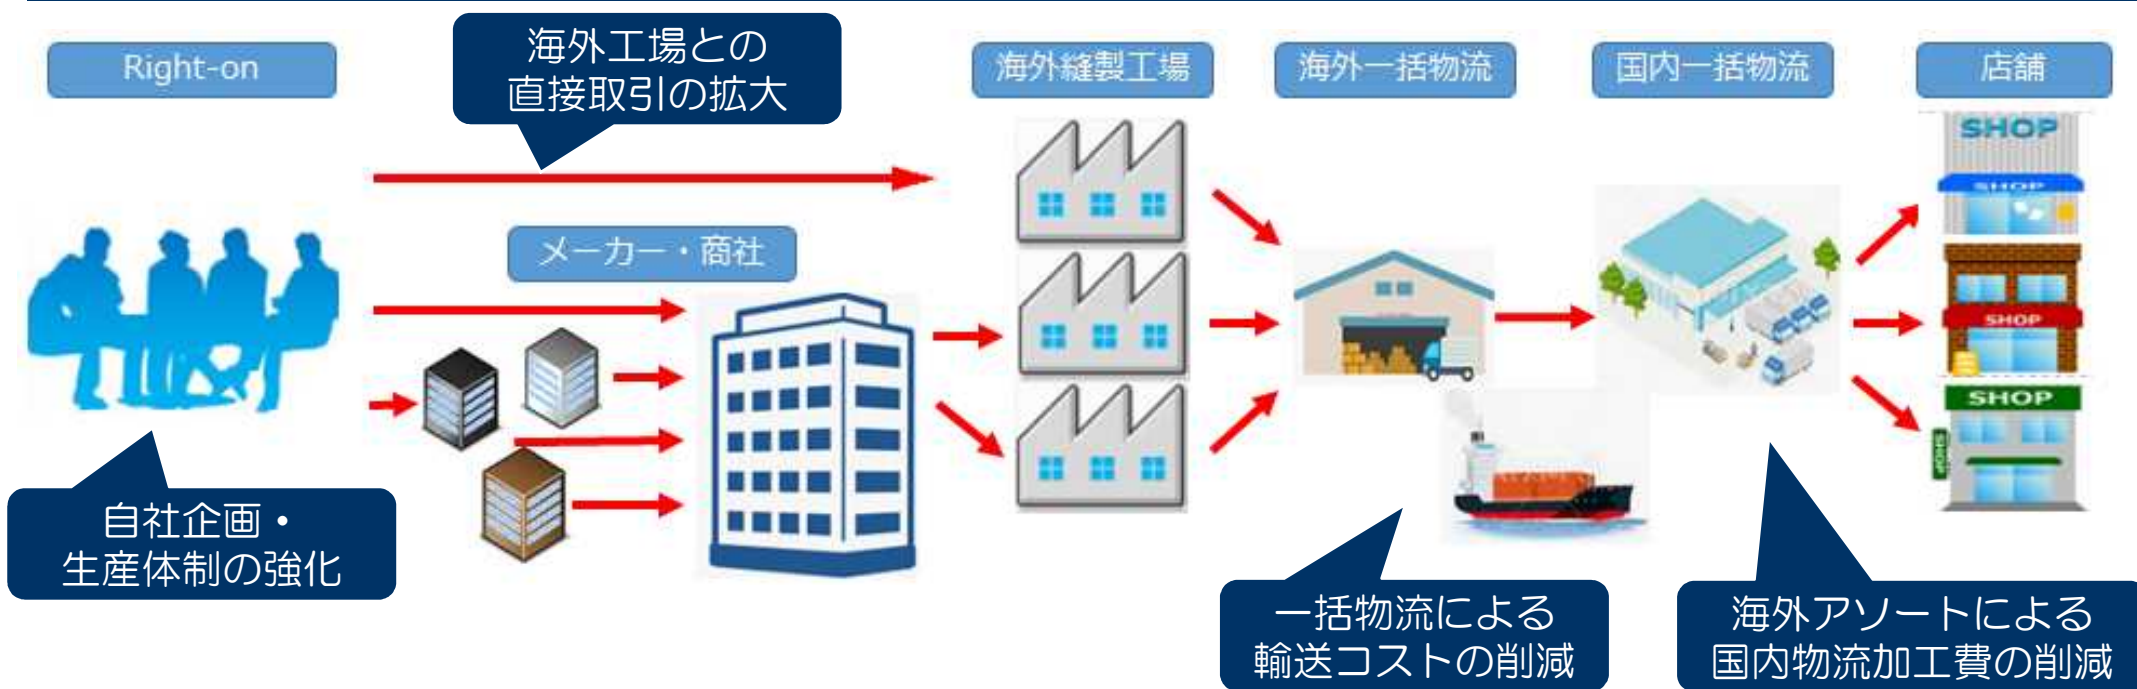 Right-on
海外工場との
直接取引の拡大
海外縫製工場
海外一括物流
国内一括物流
店舗
メーカー・商社
SHOP
SHOP
SHOP
SHOP
SHOP
自社企画・
生産体制の強化
一括物流による
輸送コストの削減
海外アソートによる
国内物流加工費の削減